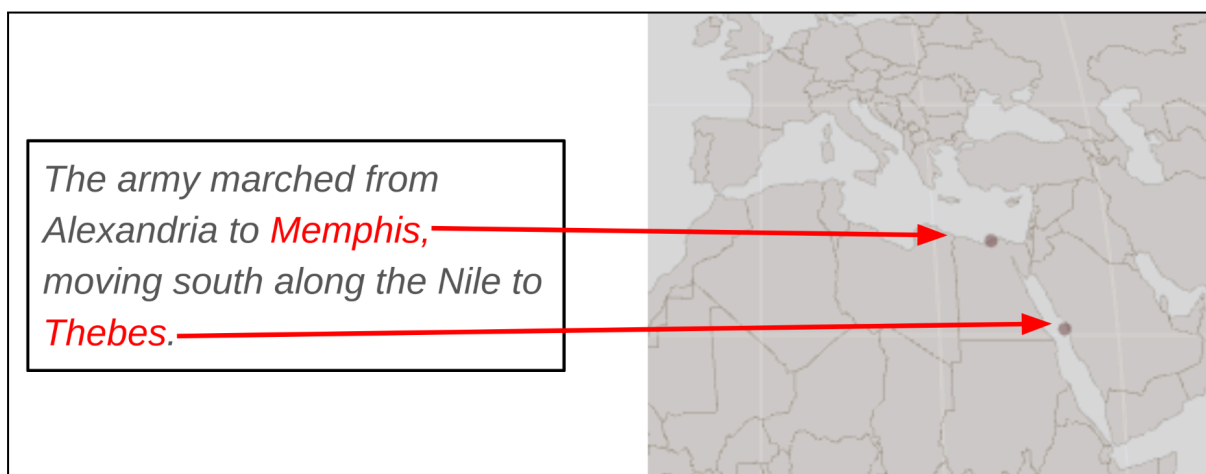 The army marched from
Alexandria to Memphis,
moving south along the Nile to
Thebes.